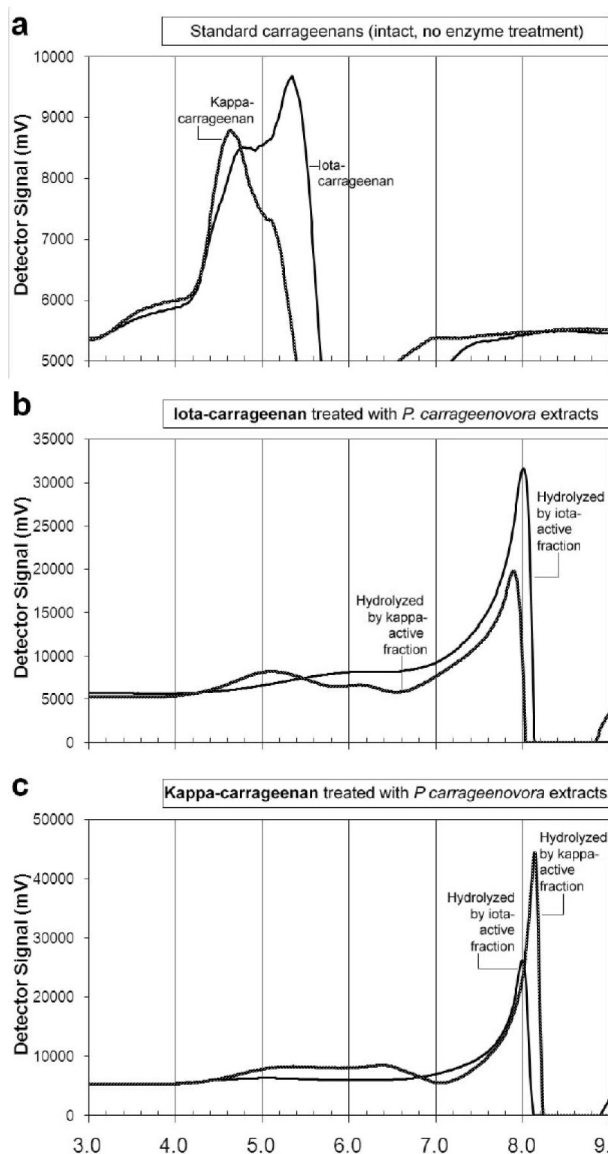 a
Standard carrageenans (intact, no enzyme treatment)
Detector Signal (mV)
10000
9000
8000
7000
6000
5000
Kappa-
carrageenan
Iota-
carrageenan
b
Iota-carrageenan treated with P. carrageenovora extracts
Detector Signal (mV)
35000
30000
25000
20000
15000
10000
5000
0
Hydrolyzed
by kappa-
active
fraction
Hydrolyzed
by iota-
active
fraction
c
Kappa-carrageenan treated with P carrageenovora extracts
Detector Signal (mV)
50000
40000
30000
20000
10000
0
Hydrolyzed
by iota-
active
fraction
Hydrolyzed
by kappa-
active
fraction
3.0 4.0 5.0 6.0 7.0 8.0 9.